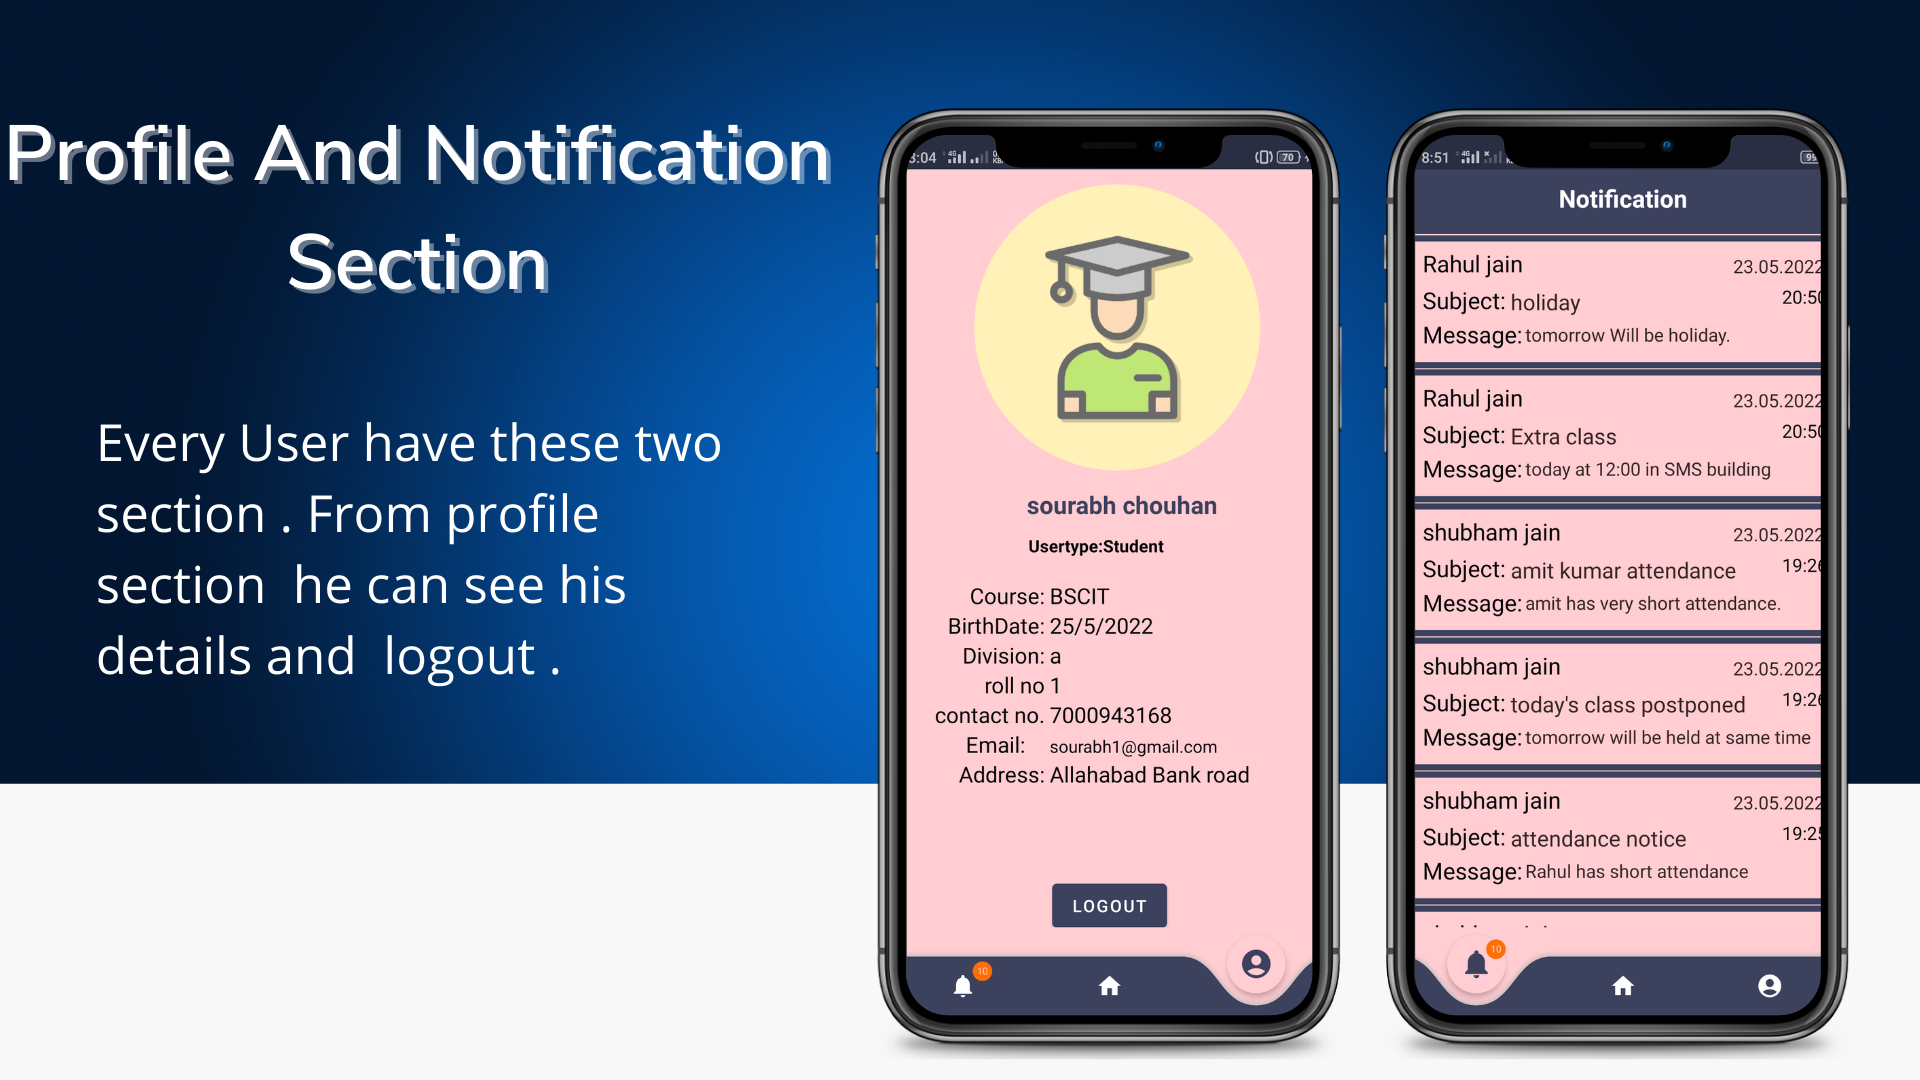 Profile And Notification
Section
Every User have these two
section . From profile
section he can see his
details and logout .
3:04 4G 70
sourabh chouhan
Usertype:Student
Course: BSCIT
BirthDate: 25/5/2022
Division: a
roll no 1
contact no. 7000943168
Email: sourabh1@gmail.com
Address: Allahabad Bank road
LOGOUT
10
8:51 4G 99
Notification
Rahul jain 23.05.2022
Subject: holiday 20:50
Message: tomorrow Will be holiday.
Rahul jain 23.05.2022
Subject: Extra class 20:50
Message: today at 12:00 in SMS building
shubham jain 23.05.2022
Subject: amit kumar attendance 19:26
Message: amit has very short attendance.
shubham jain 23.05.2022
Subject: today's class postponed 19:26
Message: tomorrow will be held at same time
shubham jain 23.05.2022
Subject: attendance notice 19:25
Message: Rahul has short attendance
10